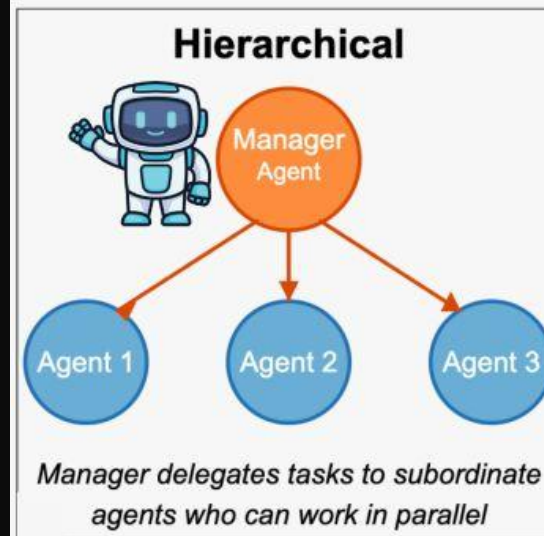 Hierarchical
Manager
Agent
Agent 1
Agent 2
Agent 3
Manager delegates tasks to subordinate
agents who can work in parallel